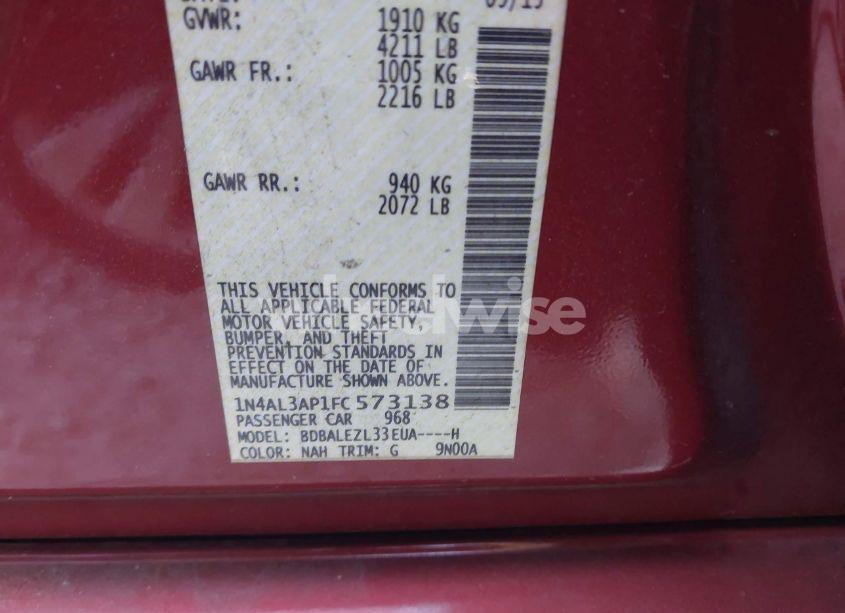 GVWR: 1910 KG
4211 LB
GAWR FR.: 1005 KG
2216 LB
GAWR RR.: 940 KG
2072 LB
THIS VEHICLE CONFORMS TO
ALL APPLICABLE FEDERAL
MOTOR VEHICLE SAFETY,
BUMPER, AND THEFT
PREVENTION STANDARDS IN
EFFECT ON THE DATE OF
MANUFACTURE SHOWN ABOVE.
1N4AL3AP1FC573138
PASSENGER CAR 968
MODEL: BDBALEZL33EUA----H
COLOR: NAH TRIM: G 9N00A